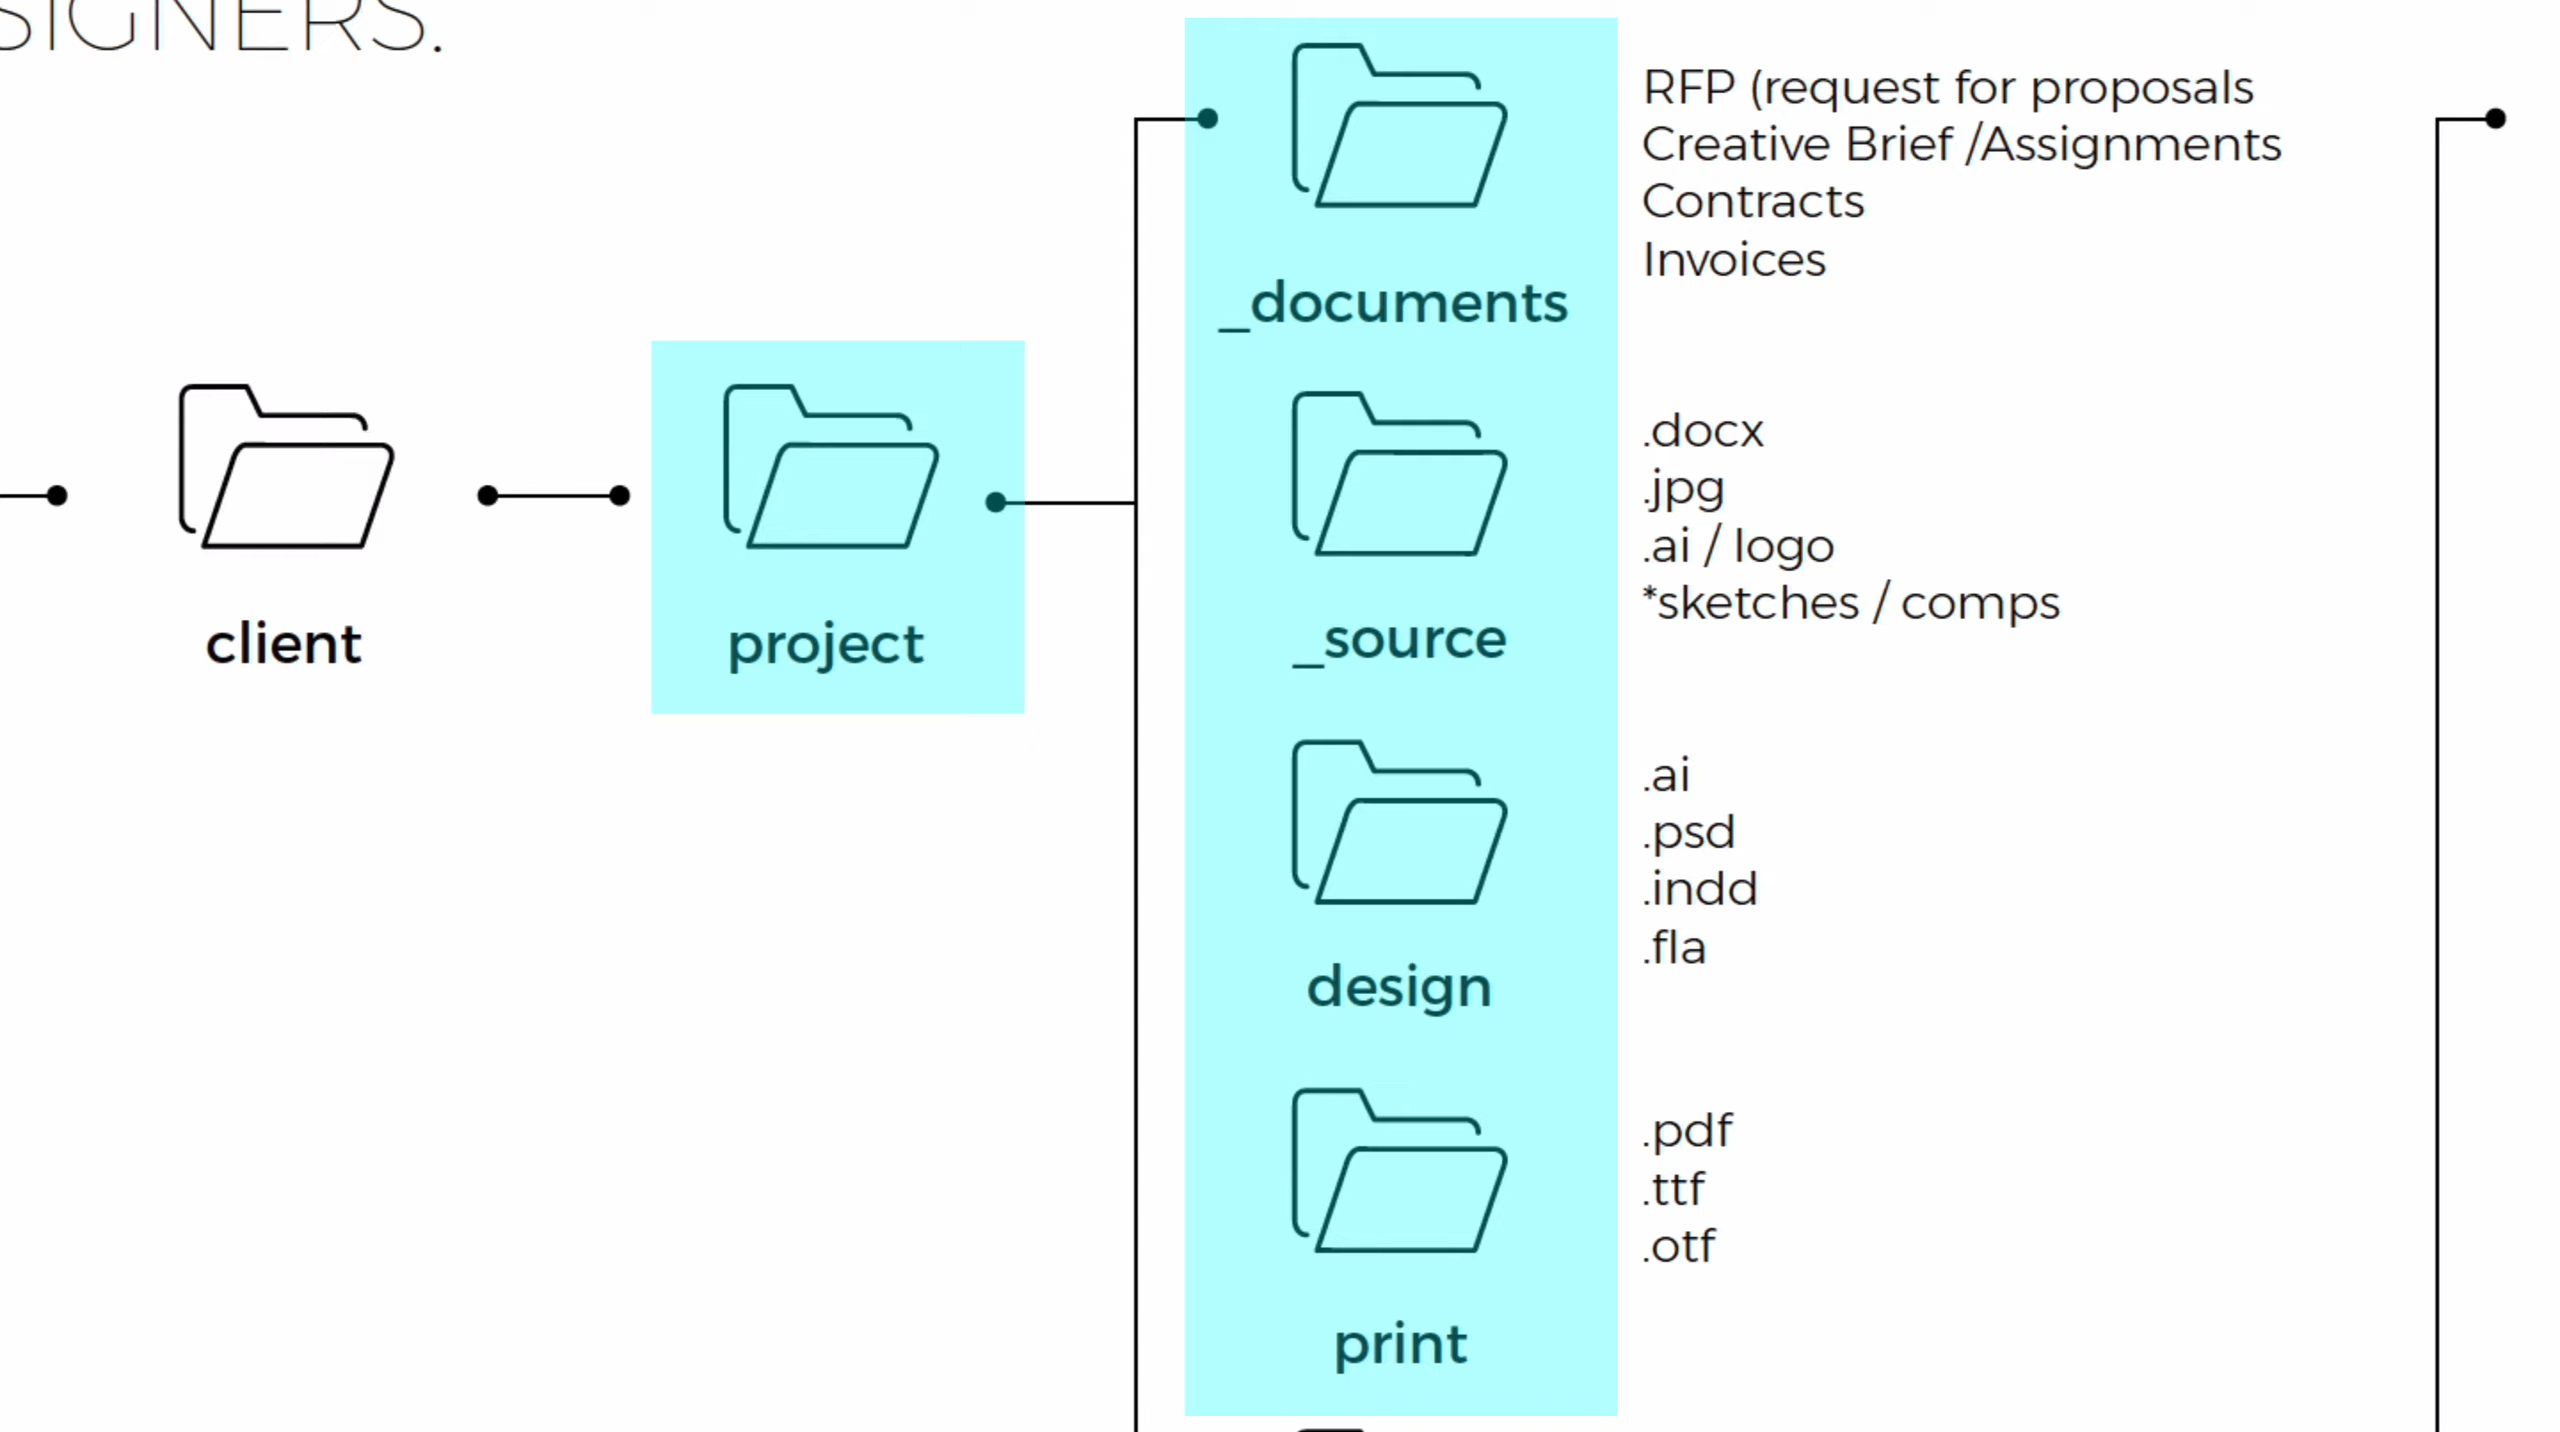 SIGNERS.
client
project
_documents
RFP (request for proposals
Creative Brief /Assignments
Contracts
Invoices
_source
.docx
.jpg
.ai / logo
*sketches / comps
design
.ai
.psd
.indd
.fla
print
.pdf
.ttf
.otf